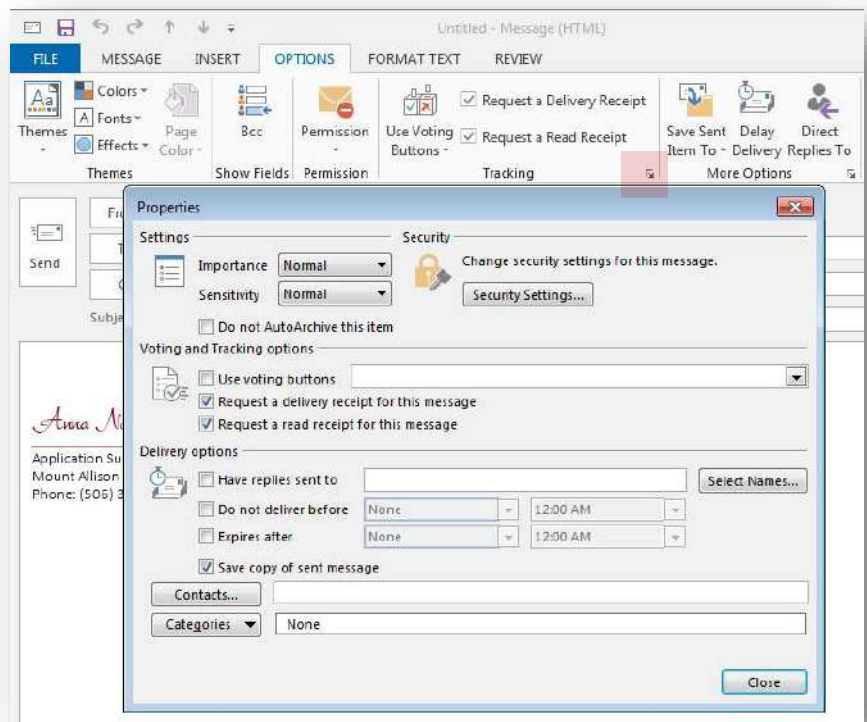 Untitled - Message (HTML)
FILE MESSAGE INSERT OPTIONS FORMAT TEXT REVIEW
Aa Colors
A Fonts
Effects
Themes
Page Color
Bcc
Permission
Use Voting Buttons
Request a Delivery Receipt
Request a Read Receipt
Save Sent Item To
Delay Delivery
Direct Replies To
Themes Show Fields Permission Tracking More Options
Send
Properties
Settings
Importance Normal
Sensitivity Normal
Do not AutoArchive this item
Security
Change security settings for this message.
Security Settings...
Voting and Tracking options
Use voting buttons
Request a delivery receipt for this message
Request a read receipt for this message
Delivery options
Have replies sent to Select Names...
Do not deliver before None 12:00 AM
Expires after None 12:00 AM
Save copy of sent message
Contacts...
Categories None
Close
Anna
Application Su
Mount Allison
Phone: (506) 3